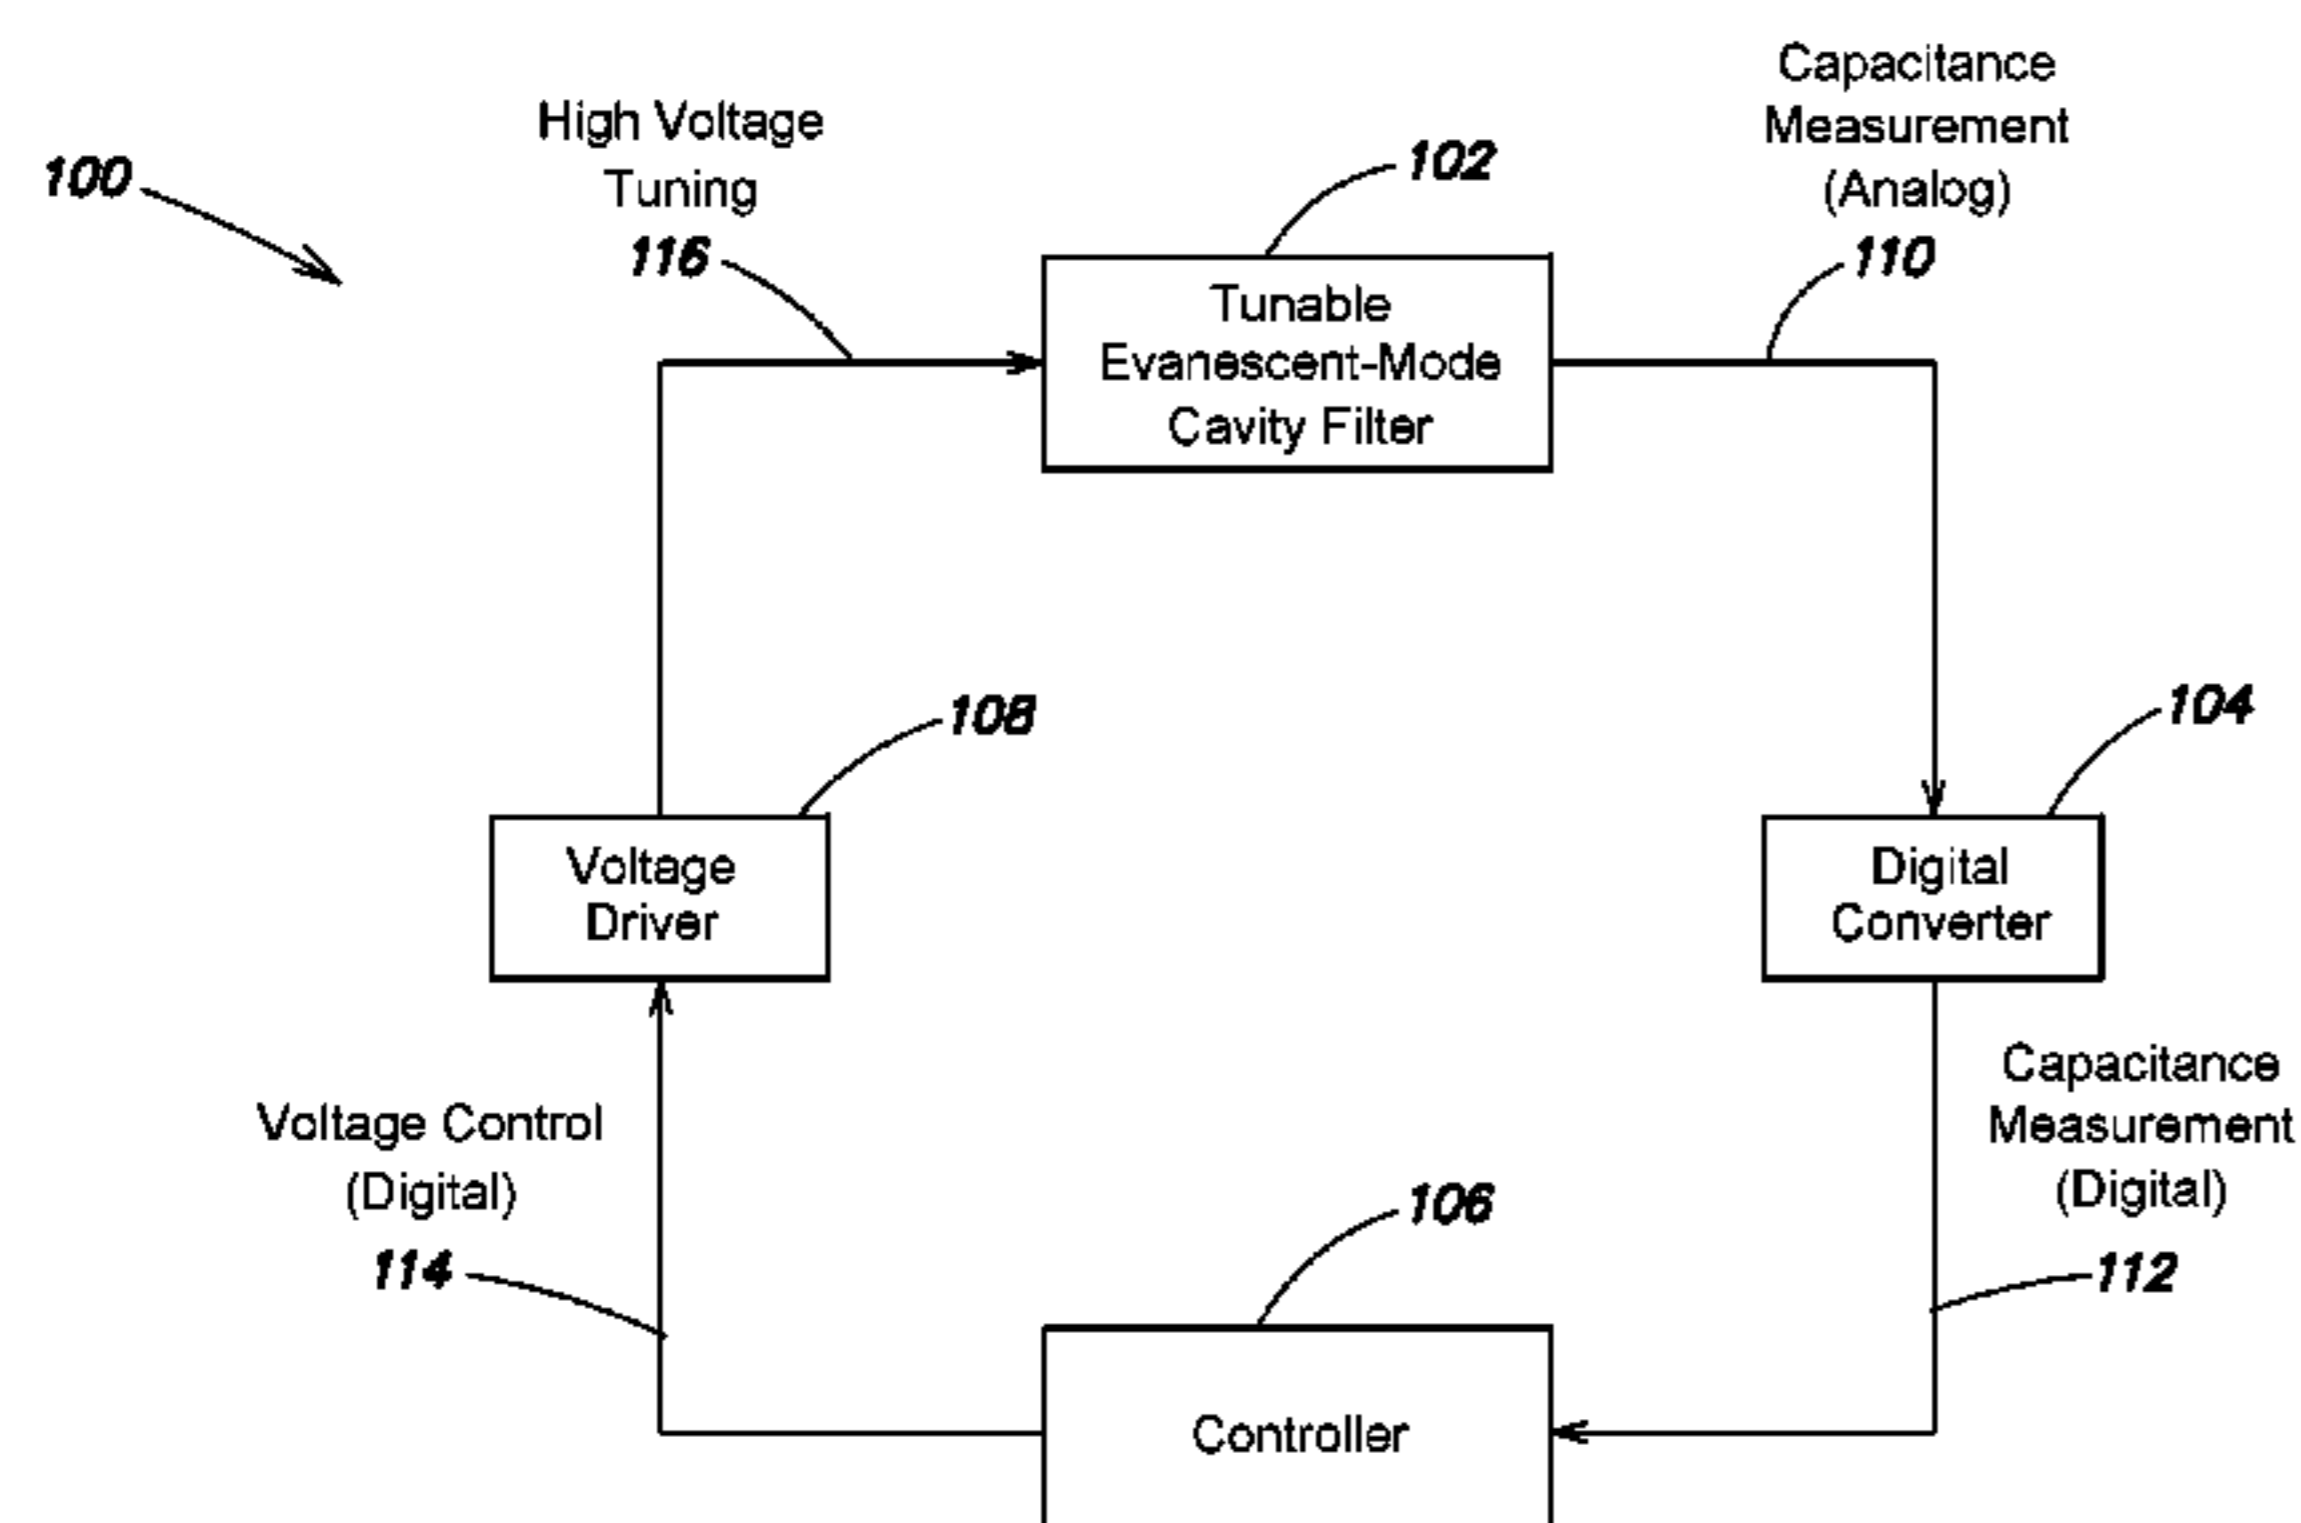 100
High Voltage
Tuning
116
102
Capacitance
Measurement
(Analog)
110
Tunable
Evanescent-Mode
Cavity Filter
108
104
Voltage
Driver
Digital
Converter
Voltage Control
(Digital)
114
Capacitance
Measurement
(Digital)
112
106
Controller